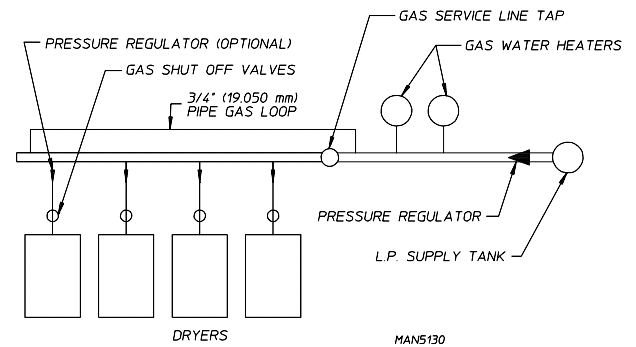 GAS SERVICE LINE TAP
PRESSURE REGULATOR (OPTIONAL)
GAS WATER HEATERS
GAS SHUT OFF VALVES
3/4" (19.050 mm)
PIPE GAS LOOP
PRESSURE REGULATOR
L.P. SUPPLY TANK
DRYERS
MAN5130